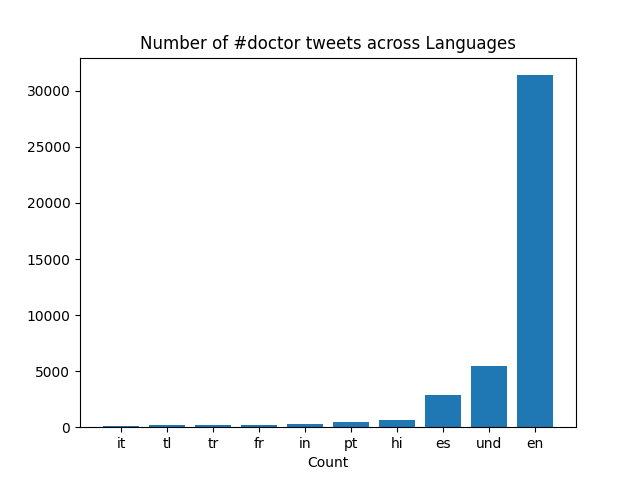 Number of #doctor tweets across Languages
30000
25000
20000
15000
10000
5000
0
it tl tr fr in pt hi es und en
Count